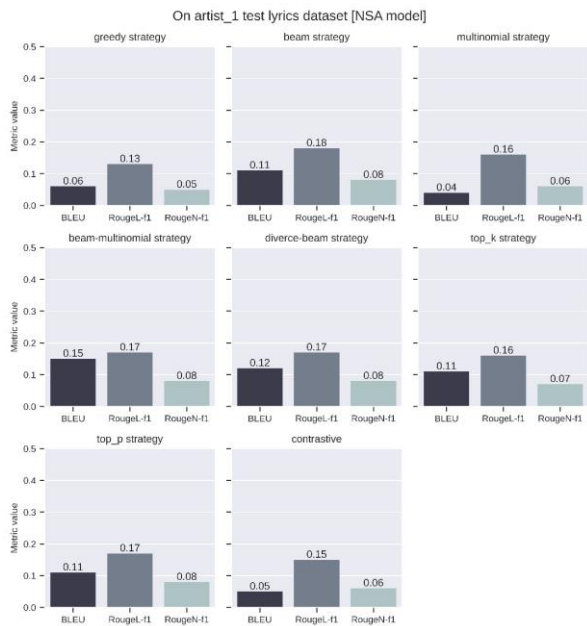 On artist_1 test lyrics dataset [NSA model]
greedy strategy
beam strategy
multinomial strategy
Metric value
0.5
0.4
0.3
0.2
0.1
0.0
0.06
0.13
0.05
0.11
0.18
0.08
0.04
0.16
0.06
BLEU RougeL-f1 RougeN-f1
BLEU RougeL-f1 RougeN-f1
BLEU RougeL-f1 RougeN-f1
beam-multinomial strategy
diverce-beam strategy
top_k strategy
Metric value
0.5
0.4
0.3
0.2
0.1
0.0
0.15
0.17
0.08
0.12
0.17
0.08
0.11
0.16
0.07
BLEU RougeL-f1 RougeN-f1
BLEU RougeL-f1 RougeN-f1
BLEU RougeL-f1 RougeN-f1
top_p strategy
contrastive
Metric value
0.5
0.4
0.3
0.2
0.1
0.0
0.11
0.17
0.08
0.05
0.15
0.06
BLEU RougeL-f1 RougeN-f1
BLEU RougeL-f1 RougeN-f1